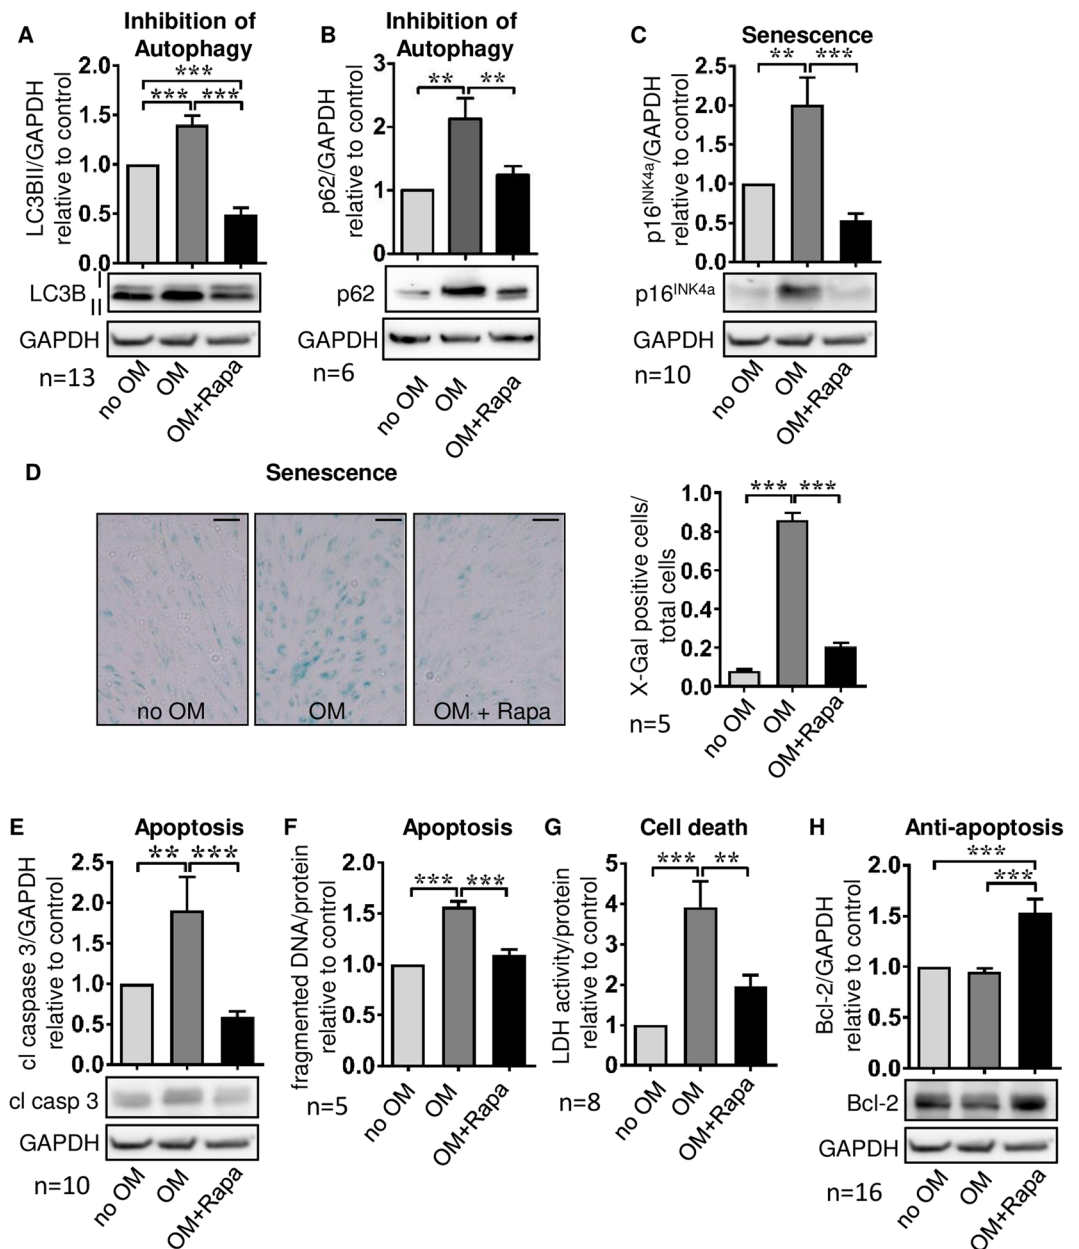 A
Inhibition of
Autophagy
LC3BII/GAPDH
relative to control
2.0
1.5
1.0
0.5
0.0
***
*** ***
LC3B
I
II
GAPDH
n=13
no OM
OM
OM+Rapa
B
Inhibition of
Autophagy
p62/GAPDH
relative to control
3
2
1
0
** **
p62
GAPDH
n=6
no OM
OM
OM+Rapa
C
Senescence
p16INK4a/GAPDH
relative to control
2.5
2.0
1.5
1.0
0.5
0.0
** ***
p16INK4a
GAPDH
n=10
no OM
OM
OM+Rapa
D
Senescence
no OM
OM
OM + Rapa
X-Gal positive cells/
total cells
1.0
0.8
0.6
0.4
0.2
0.0
*** ***
n=5
no OM
OM
OM+Rapa
E
Apoptosis
cl caspase 3/GAPDH
relative to control
2.5
2.0
1.5
1.0
0.5
0.0
** ***
cl casp 3
GAPDH
n=10
no OM
OM
OM+Rapa
F
Apoptosis
fragmented DNA/protein
relative to control
2.0
1.5
1.0
0.5
0.0
*** ***
n=5
no OM
OM
OM+Rapa
G
Cell death
LDH activity/protein
relative to control
5
4
3
2
1
0
*** **
n=8
no OM
OM
OM+Rapa
H
Anti-apoptosis
Bcl-2/GAPDH
relative to control
2.0
1.5
1.0
0.5
0.0
***
***
Bcl-2
GAPDH
n=16
no OM
OM
OM+Rapa